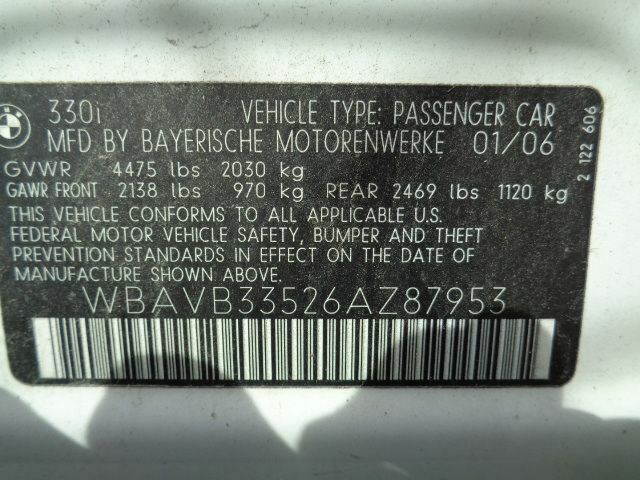 330i VEHICLE TYPE: PASSENGER CAR
MFD BY BAYERISCHE MOTORENWERKE 01/06
GVWR 4475 lbs 2030 kg
GAWR FRONT 2138 lbs 970 kg REAR 2469 lbs 1120 kg
THIS VEHICLE CONFORMS TO ALL APPLICABLE U.S.
FEDERAL MOTOR VEHICLE SAFETY, BUMPER AND THEFT
PREVENTION STANDARDS IN EFFECT ON THE DATE OF
MANUFACTURE SHOWN ABOVE.
WBAVB33526AZ87953
2 122 606